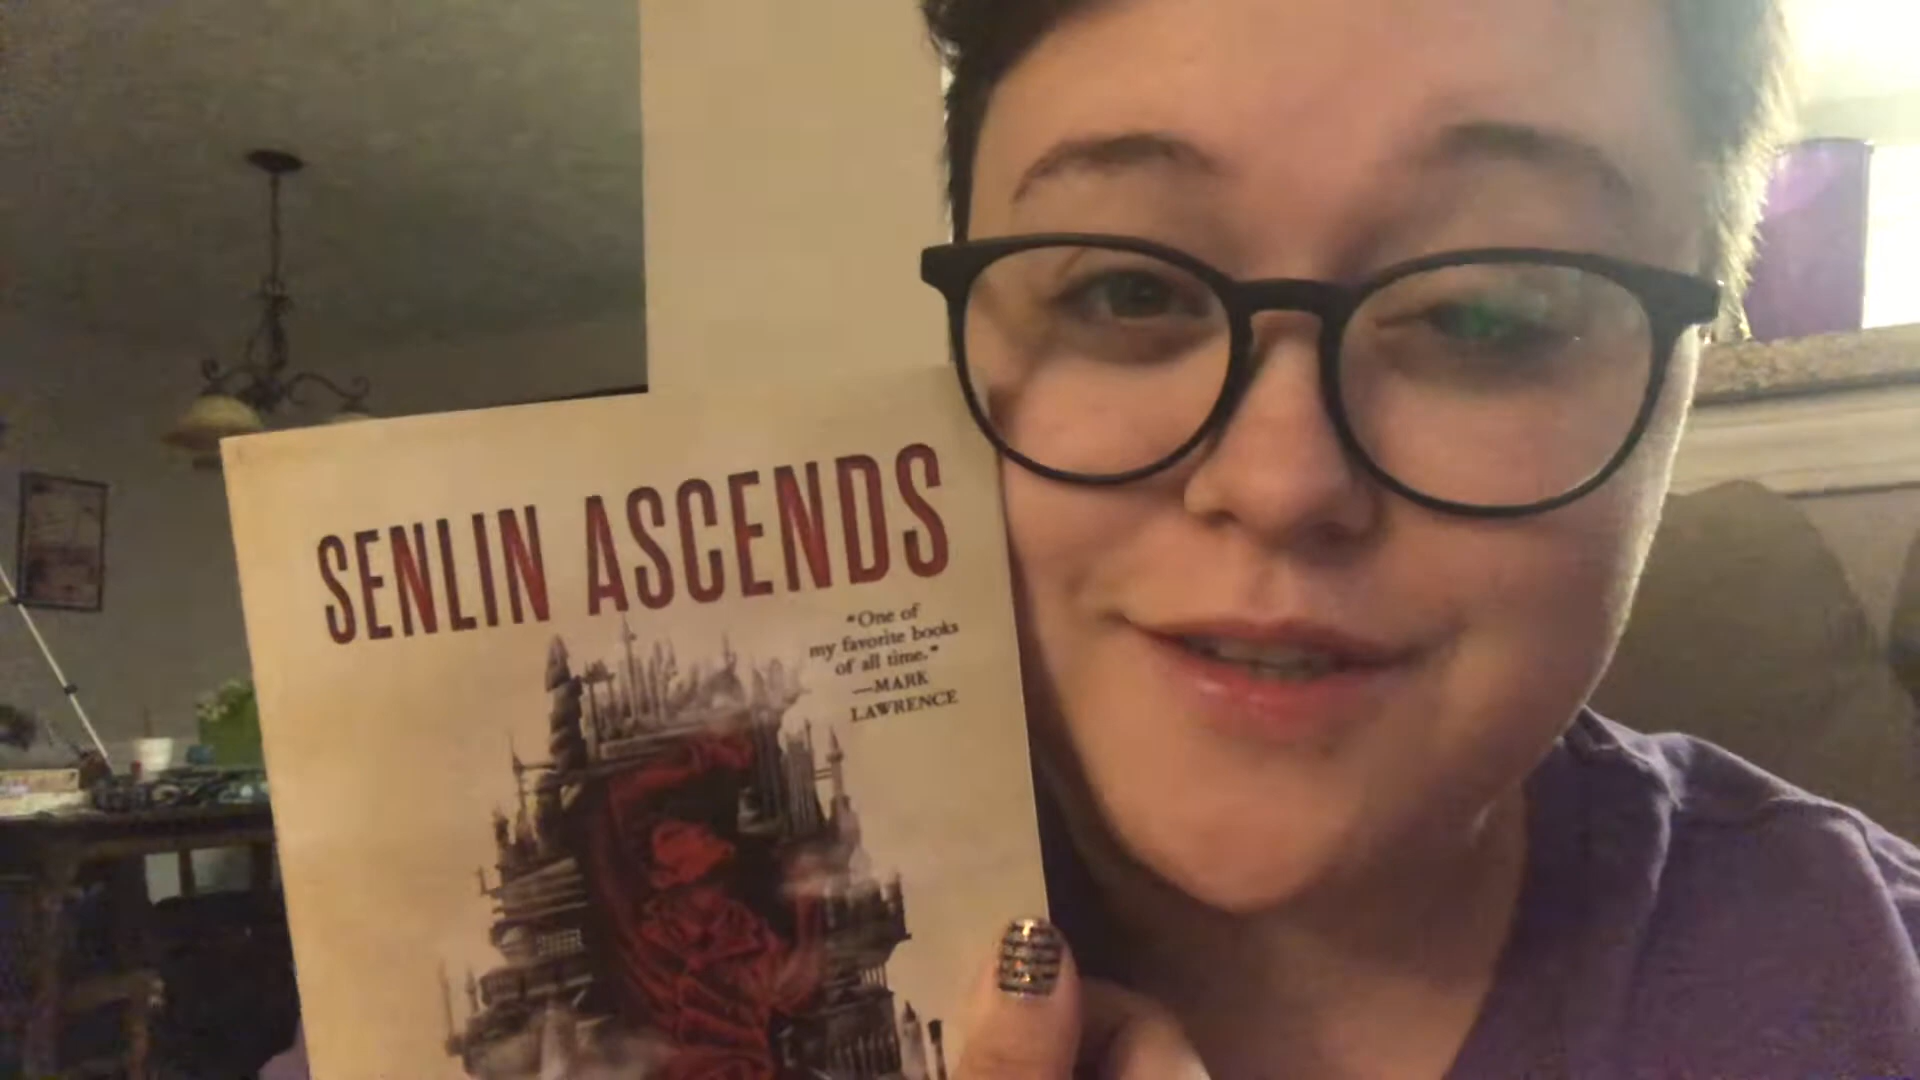 SENLIN ASCENDS
"One of
my favorite books
of all time."
—MARK
LAWRENCE